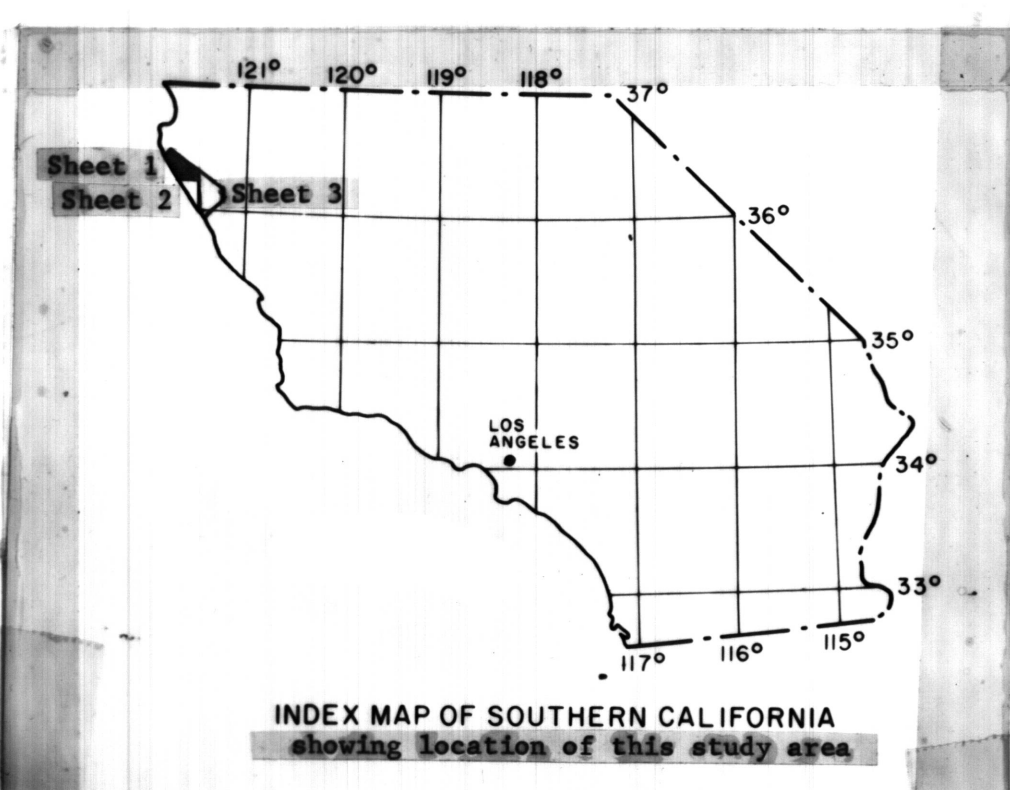 121° 120° 119° 118°
37°
Sheet 1
Sheet 2
Sheet 3
36°
35°
LOS
ANGELES
34°
33°
117° 116° 115°
INDEX MAP OF SOUTHERN CALIFORNIA
showing location of this study area